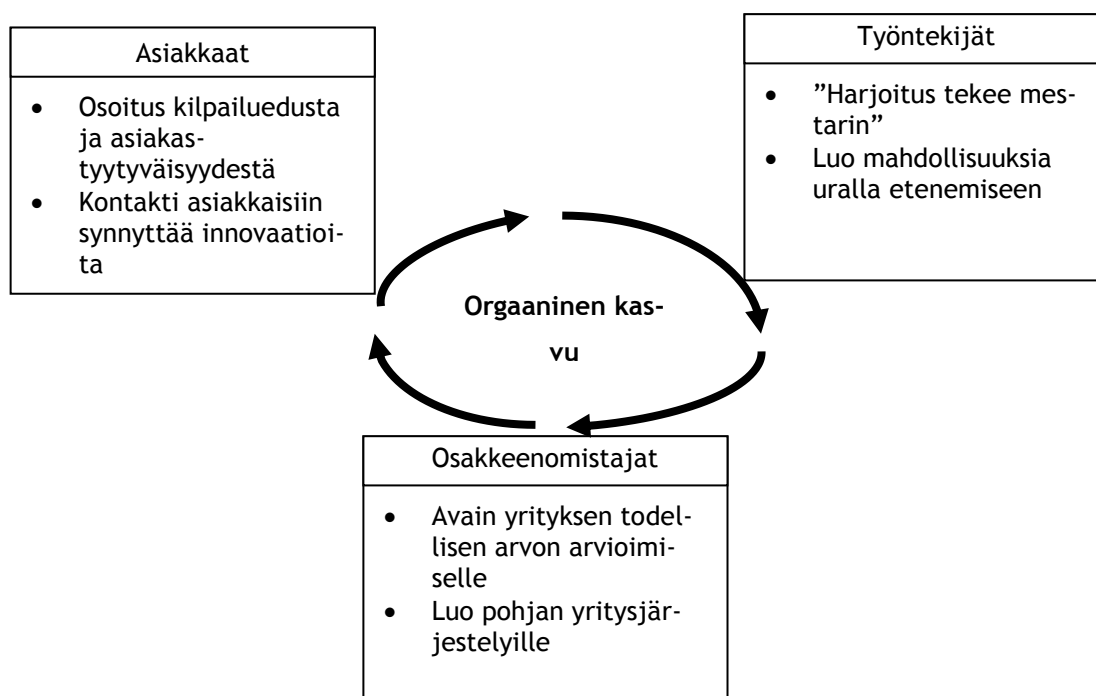 Asiakkaat
• Osoitus kilpailuedusta
ja asiakas-
tyytyväisyydestä
• Kontakti asiakkaisiin
synnyttää innovaatioi-
ta
Työntekijät
• ”Harjoitus tekee mes-
tarin”
• Luo mahdollisuuksia
uralla etenemiseen
Orgaaninen kas-
vu
Osakkeenomistajat
• Avain yrityksen todel-
lisen arvon arvioimi-
selle
• Luo pohjan yritysjär-
jestelyille